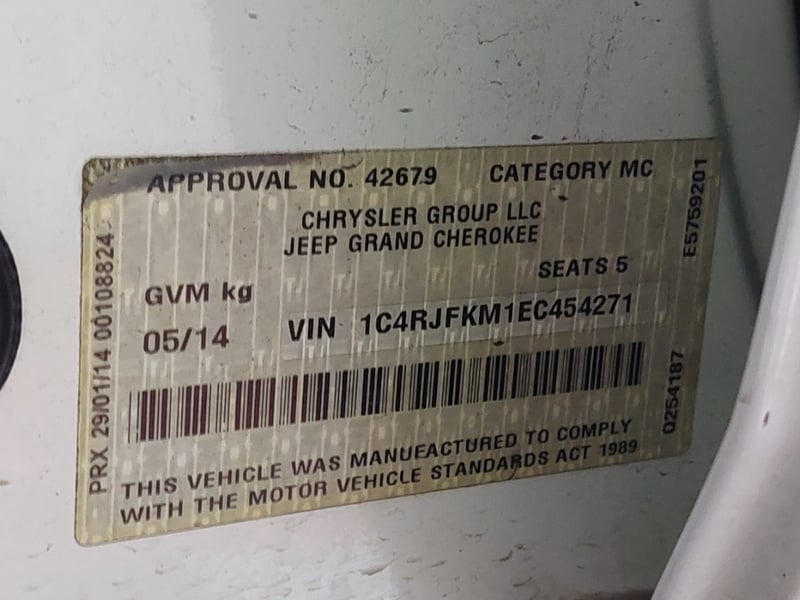 APPROVAL NO. 42679 CATEGORY MC
CHRYSLER GROUP LLC
JEEP GRAND CHEROKEE
SEATS 5
GVM kg
05/14 VIN 1C4RJFKM1EC454271
THIS VEHICLE WAS MANUFACTURED TO COMPLY
WITH THE MOTOR VEHICLE STANDARDS ACT 1989
PRX 29/01/14 00108824
E5759201
Q254187